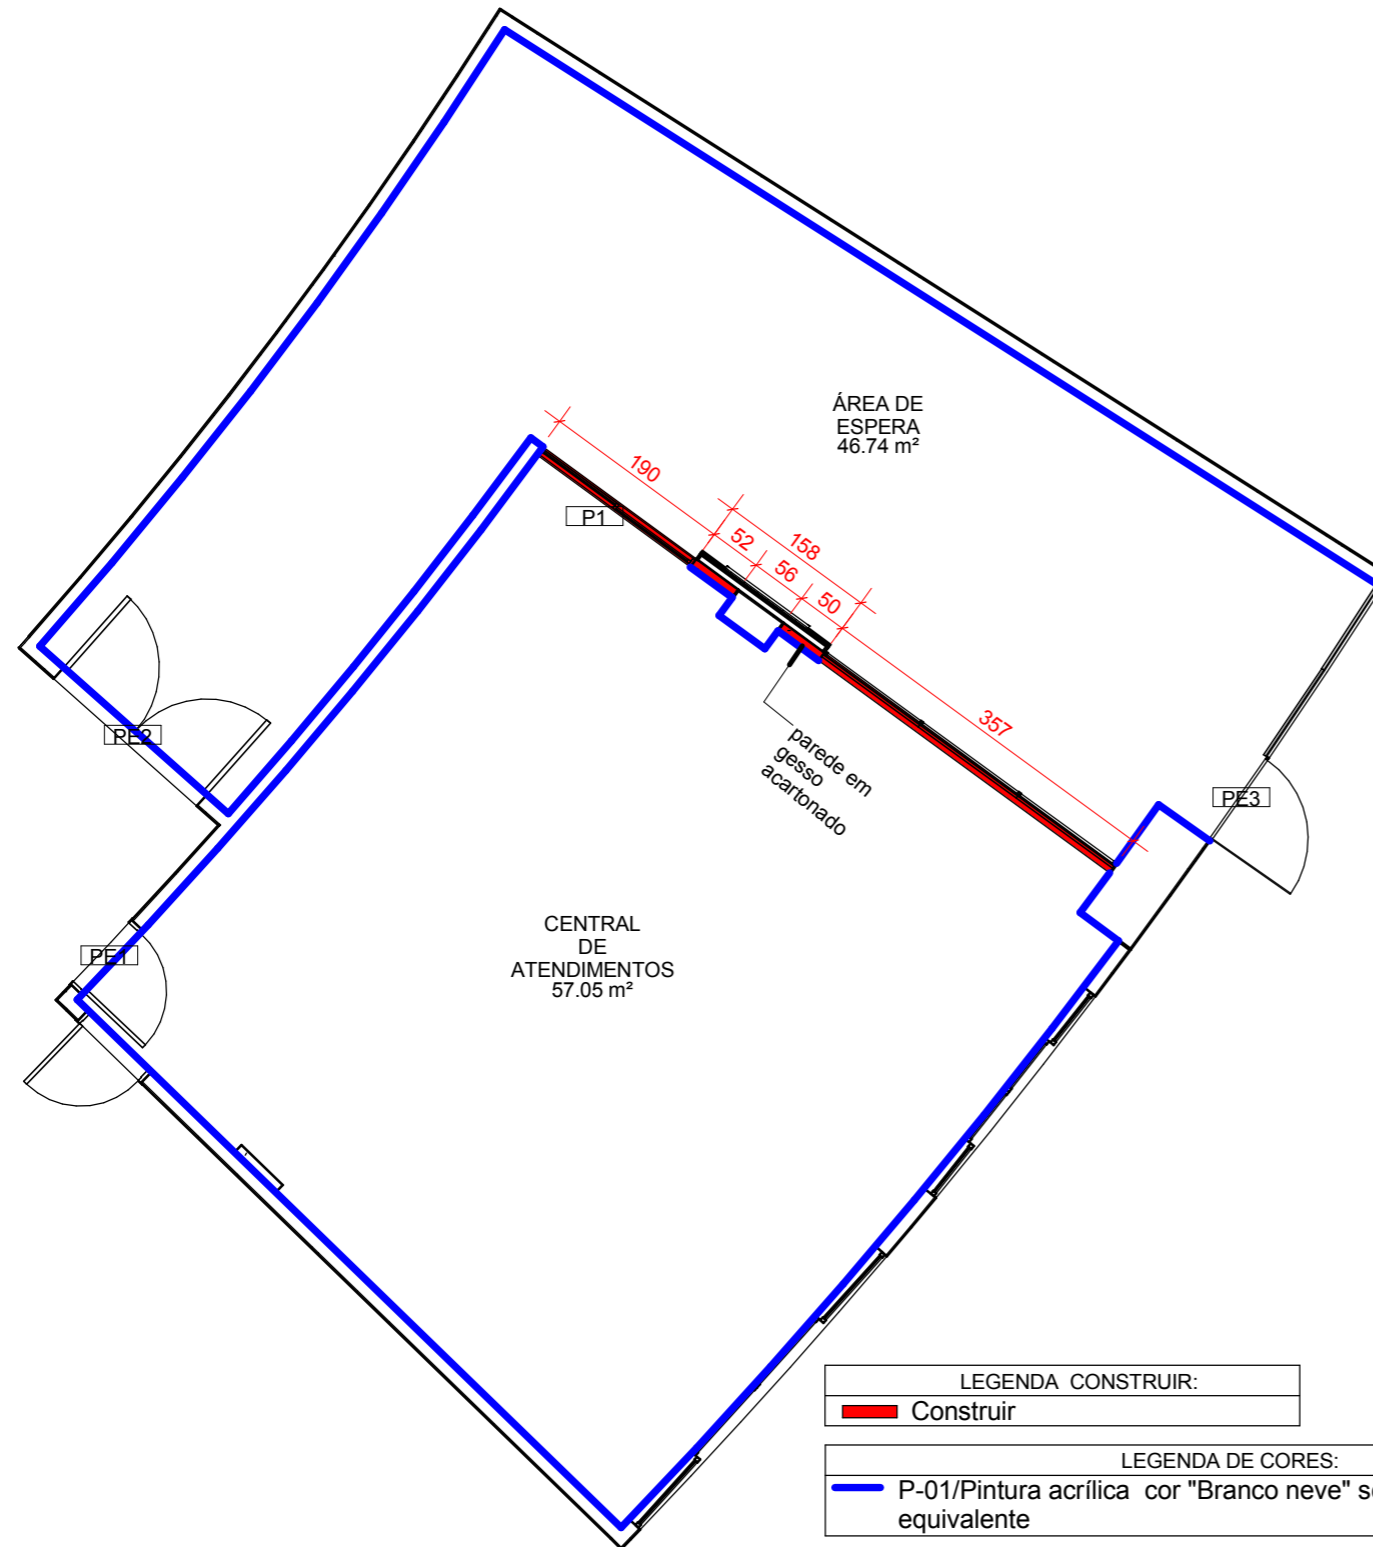 ÁREA DE
ESPERA
46.74 m²
190
158
52
56
50
P1
357
parede em
gesso
acartonado
PE2
PE3
CENTRAL
DE
ATENDIMENTOS
57.05 m²
PE1
LEGENDA CONSTRUIR:
Construir
LEGENDA DE CORES:
P-01/Pintura acrílica cor "Branco neve"
equivalente